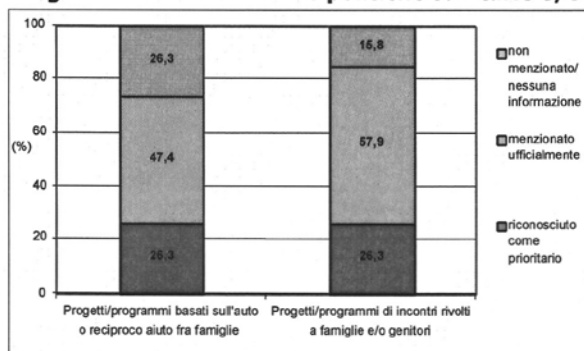 100
80
60
(%)
40
20
0
26,3
47,4
26,3
15,8
57,9
26,3
non
menzionato/
nessuna
informazione
menzionato
ufficialmente
riconosciuto
come
prioritario
Progetti/programmi basati sull'auto
o reciproco aiuto fra famiglie
Progetti/programmi di incontri rivolti
a famiglie e/o genitori